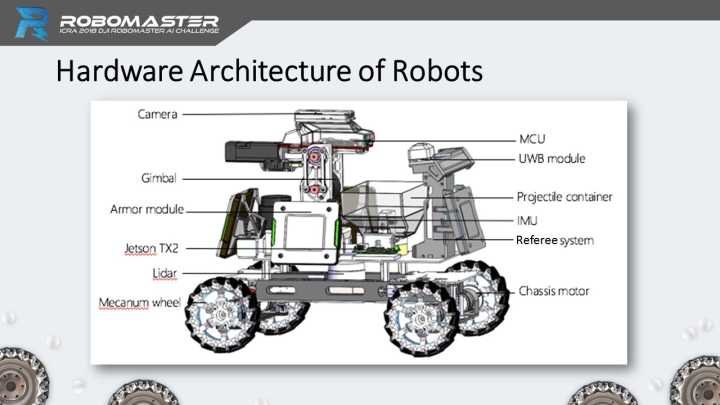 ROBOMASTER
ICRA 2018 DJI ROBOMASTER AI CHALLENGE
Hardware Architecture of Robots
Camera
Gimbal
Armor module
Jetson TX2
Lidar
Mecanum wheel
MCU
UWB module
Projectile container
IMU
Referee system
Chassis motor